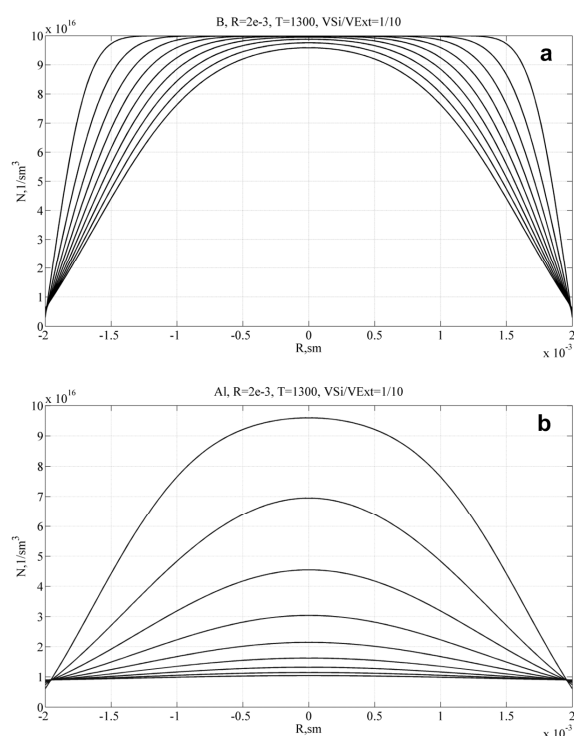 B, R=2e-3, T=1300, VSi/VExt=1/10
x 10^16
a
10
9
8
7
6
5
4
3
2
1
0
N,1/sm^3
-2 -1.5 -1 -0.5 0 0.5 1 1.5 2
R,sm
x 10^-3
Al, R=2e-3, T=1300, VSi/VExt=1/10
x 10^16
b
10
9
8
7
6
5
4
3
2
1
0
N,1/sm^3
-2 -1.5 -1 -0.5 0 0.5 1 1.5 2
R,sm
x 10^-3